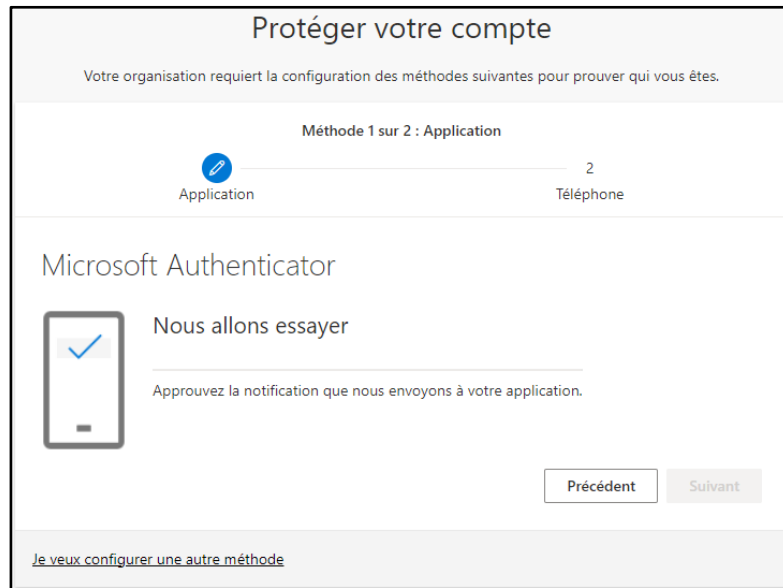 Protéger votre compte
Votre organisation requiert la configuration des méthodes suivantes pour prouver qui vous êtes.
Méthode 1 sur 2 : Application
2
Application
Téléphone
Microsoft Authenticator
Nous allons essayer
Approuvez la notification que nous envoyons à votre application.
Précédent
Suivant
Je veux configurer une autre méthode